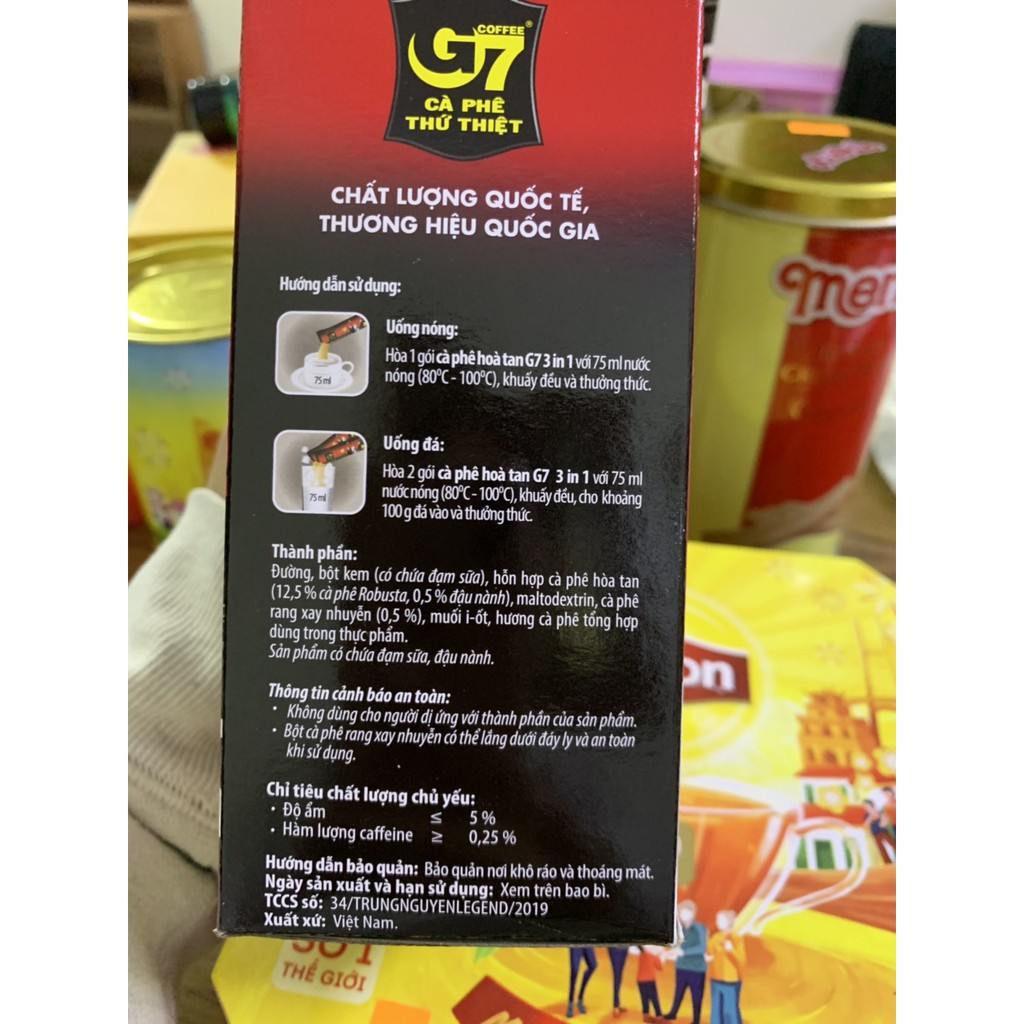 COFFEE
G7®
CÀ PHÊ
THỨ THIỆT
CHẤT LƯỢNG QUỐC TẾ,
THƯƠNG HIỆU QUỐC GIA
Hướng dẫn sử dụng:
Uống nóng:
Hòa 1 gói cà phê hoà tan G7 3 in 1 với 75 ml nước
nóng (80⁰C - 100⁰C), khuấy đều và thưởng thức.
75 ml
Uống đá:
Hòa 2 gói cà phê hoà tan G7 3 in 1 với 75 ml
nước nóng (80⁰C - 100⁰C), khuấy đều, cho khoảng
100 g đá vào và thưởng thức.
75 ml
Thành phần:
Đường, bột kem (có chứa đạm sữa), hỗn hợp cà phê hòa tan
(12,5 % cà phê Robusta, 0,5 % đậu nành), maltodextrin, cà phê
rang xay nhuyễn (0,5 %), muối i-ốt, hương cà phê tổng hợp
dùng trong thực phẩm.
Sản phẩm có chứa đạm sữa, đậu nành.
Thông tin cảnh báo an toàn:
• Không dùng cho người dị ứng với thành phần của sản phẩm.
• Bột cà phê rang xay nhuyễn có thể lắng dưới đáy ly và an toàn
khi sử dụng.
Chỉ tiêu chất lượng chủ yếu:
• Độ ẩm ≤ 5 %
• Hàm lượng caffeine ≥ 0,25 %
Hướng dẫn bảo quản: Bảo quản nơi khô ráo và thoáng mát.
Ngày sản xuất và hạn sử dụng: Xem trên bao bì.
TCCS số: 34/TRUNGNGUYENLEGEND/2019
Xuất xứ: Việt Nam.
mer
on
SỐ 1
THẾ GIỚI